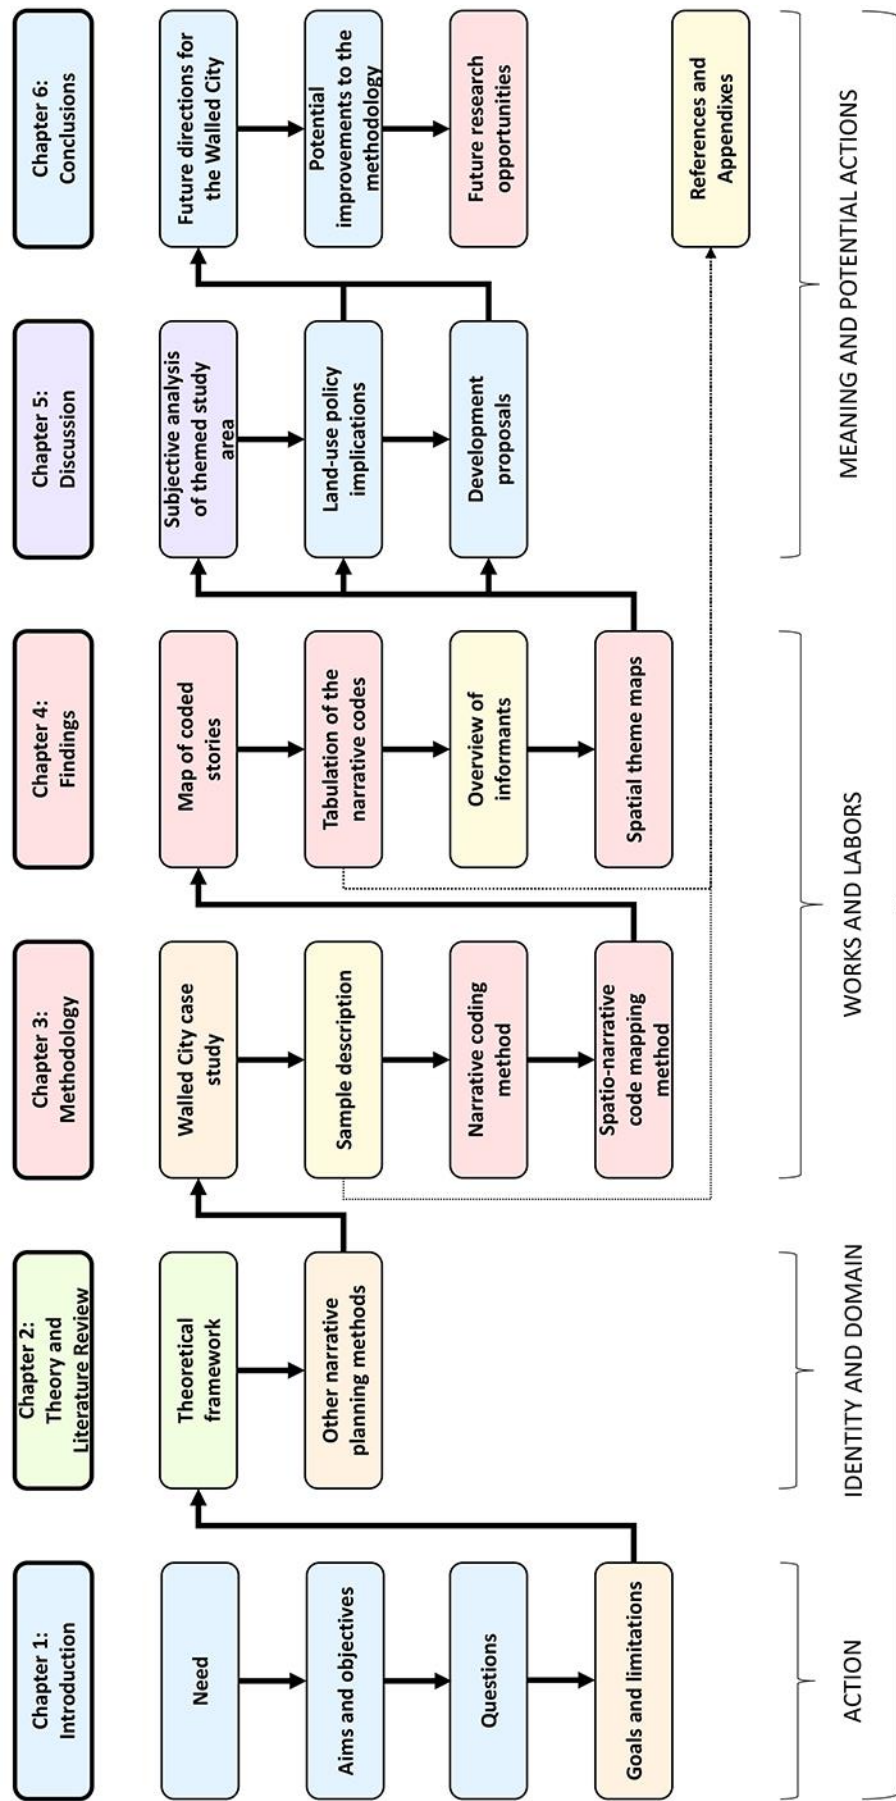 Chapter 1:
Introduction
Need
Aims and objectives
Questions
Goals and limitations
ACTION
Chapter 2:
Theory and
Literature Review
Theoretical
framework
Other narrative
planning methods
IDENTITY AND DOMAIN
Chapter 3:
Methodology
Walled City case
study
Sample description
Narrative coding
method
Spatio-narrative
code mapping
method
Chapter 4:
Findings
Map of coded
stories
Tabulation of the
narrative codes
Overview of
informants
Spatial theme maps
WORKS AND LABORS
Chapter 5:
Discussion
Subjective analysis
of themed study
area
Land-use policy
implications
Development
proposals
Chapter 6:
Conclusions
Future directions for
the Walled City
Potential
improvements to the
methodology
Future research
opportunities
References and
Appendixes
MEANING AND POTENTIAL ACTIONS